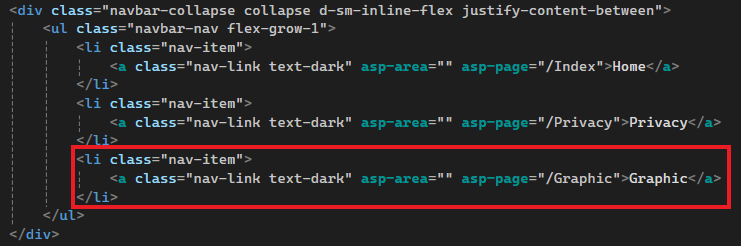 <div class="navbar-collapse collapse d-sm-inline-flex justify-content-between">
<ul class="navbar-nav flex-grow-1">
<li class="nav-item">
<a class="nav-link text-dark" asp-area="" asp-page="/Index">Home</a>
</li>
<li class="nav-item">
<a class="nav-link text-dark" asp-area="" asp-page="/Privacy">Privacy</a>
</li>
<li class="nav-item">
<a class="nav-link text-dark" asp-area="" asp-page="/Graphic">Graphic</a>
</li>
</ul>
</div>